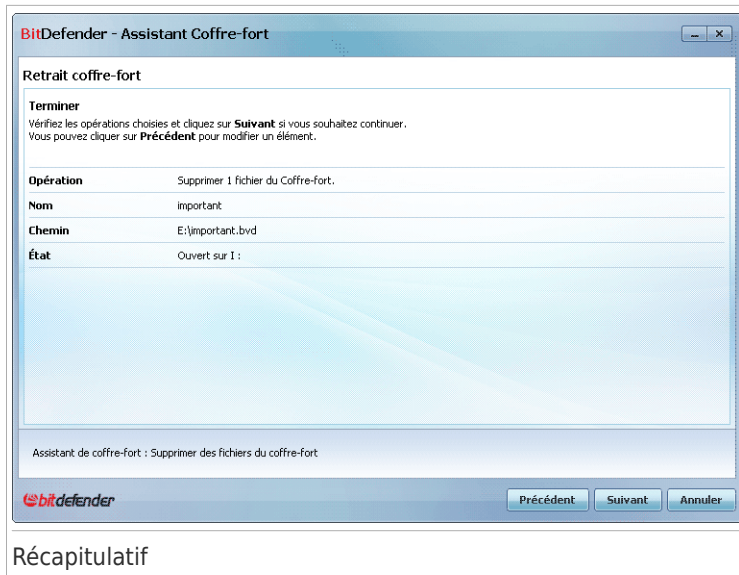 BitDefender - Assistant Coffre-fort
Retrait coffre-fort
Terminer
Vérifiez les opérations choisies et cliquez sur Suivant si vous souhaitez continuer.
Vous pouvez cliquer sur Précédent pour modifier un élément.
Opération Supprimer 1 fichier du Coffre-fort.
Nom important
Chemin E:\important.bvd
État Ouvert sur I :
Assistant de coffre-fort : Supprimer des fichiers du coffre-fort
bitdefender
Précédent Suivant Annuler
Récapitulatif